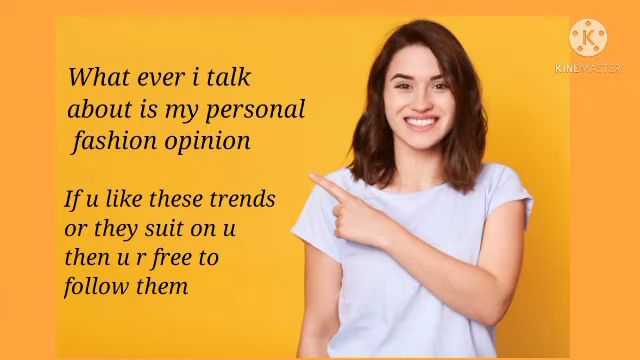 What ever i talk
about is my personal
fashion opinion
If u like these trends
or they suit on u
then u r free to
follow them
K
KINEMASTER